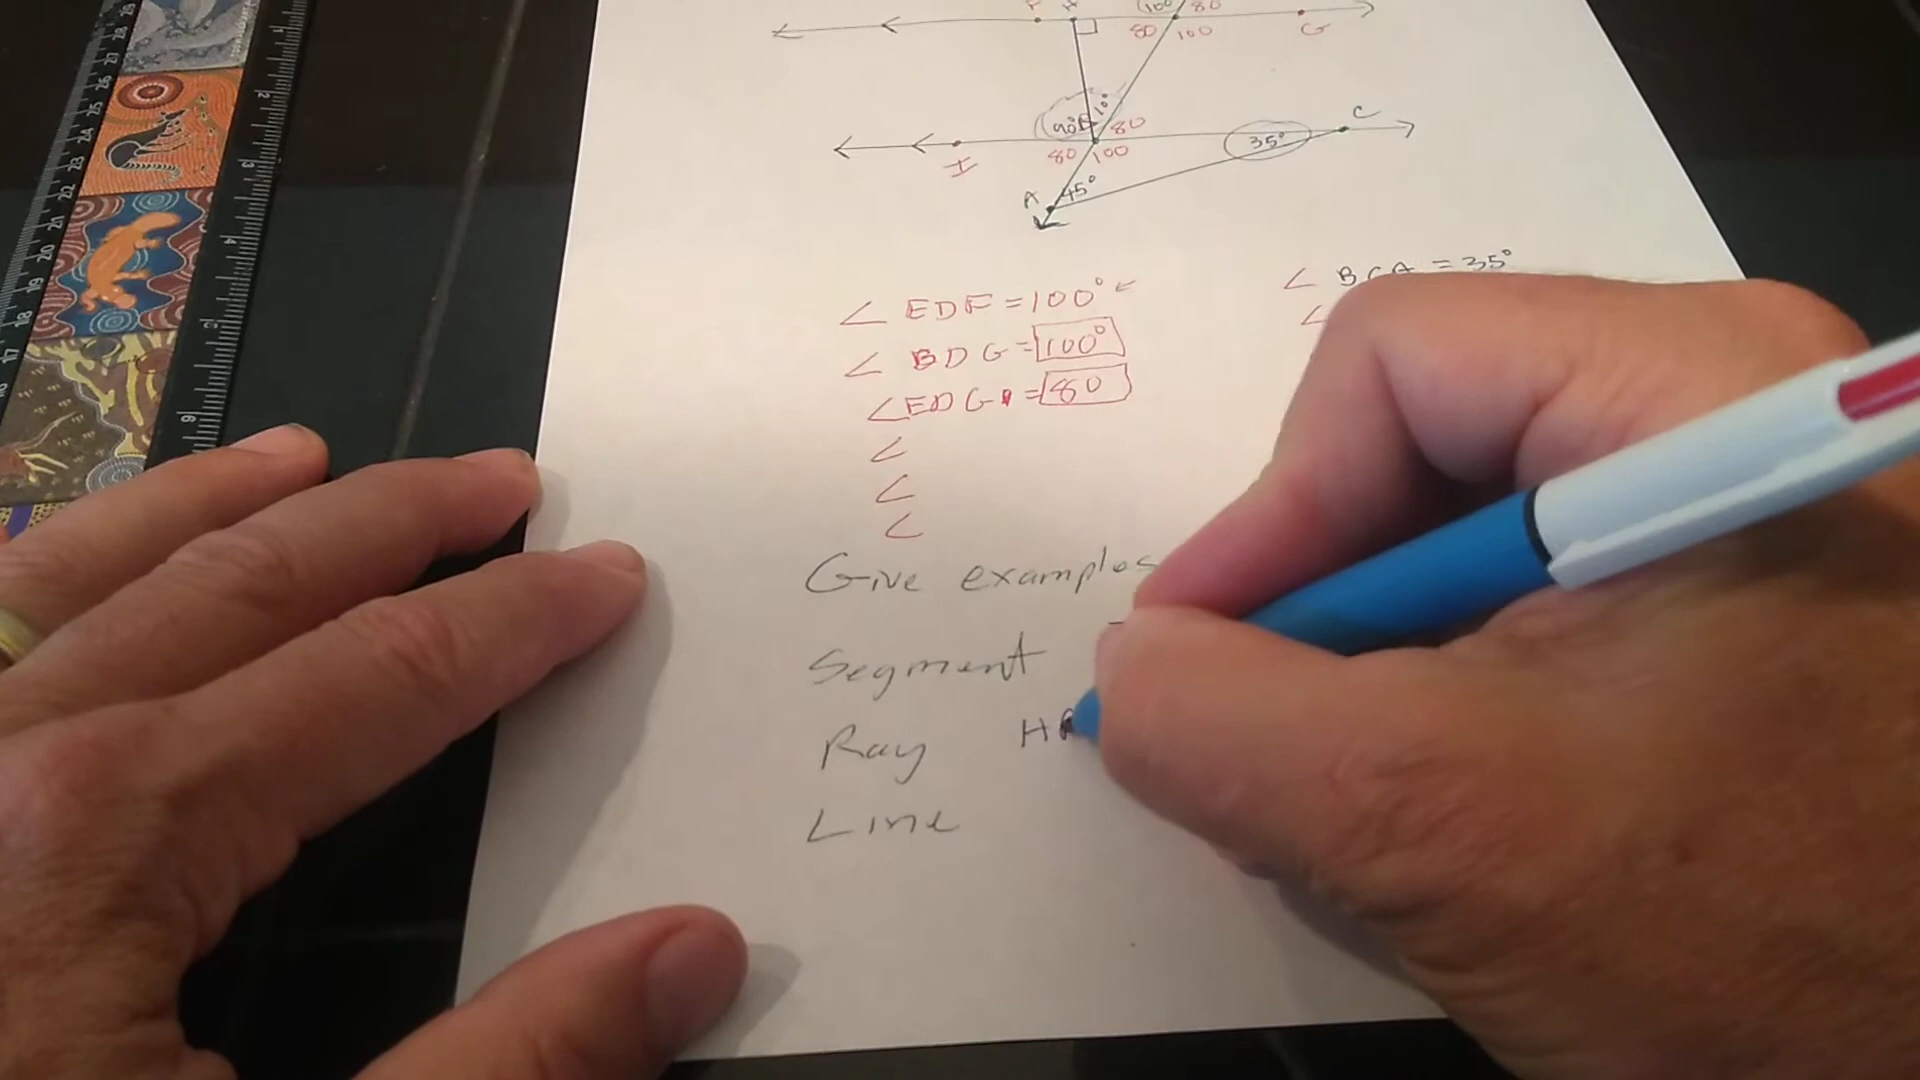 100 80
80 100 G
90° B 10° 80
35° C
I 80 100
A 45°
∠ EDF = 100°
∠ BDG = 100°
∠ EDG = 80
∠
∠
∠
∠ BCA = 35°
∠
Give examples
Segment
Ray H
Line